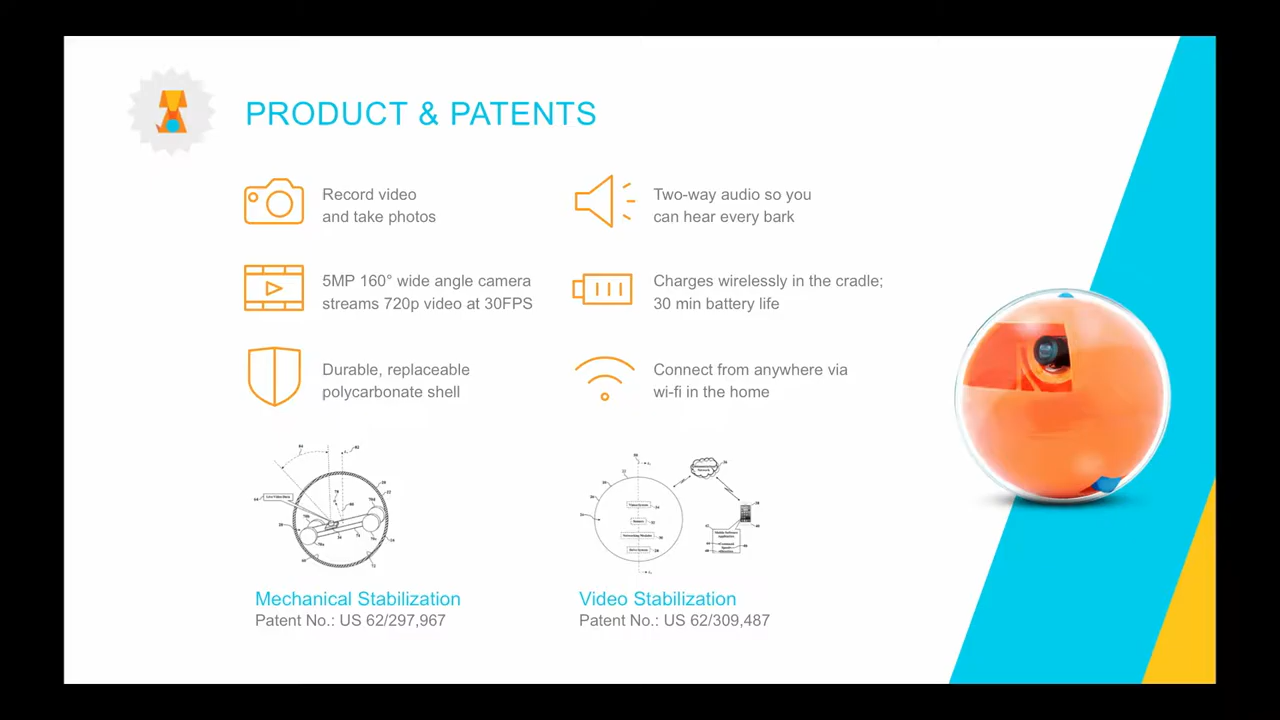 PRODUCT & PATENTS
Record video
and take photos
Two-way audio so you
can hear every bark
5MP 160° wide angle camera
streams 720p video at 30FPS
Charges wirelessly in the cradle;
30 min battery life
Durable, replaceable
polycarbonate shell
Connect from anywhere via
wi-fi in the home
Mechanical Stabilization
Patent No.: US 62/297,967
Video Stabilization
Patent No.: US 62/309,487